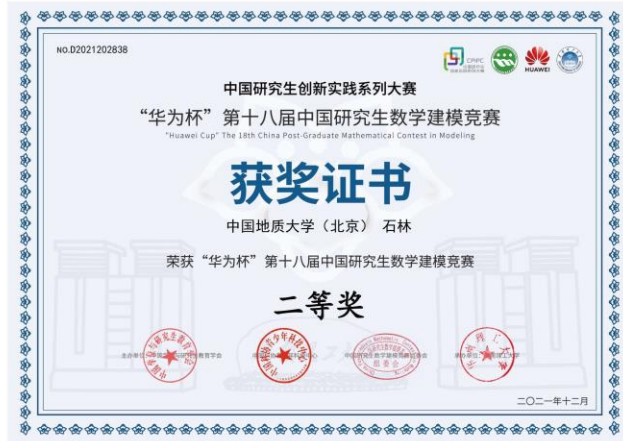 NO.D2021202838
CPIPC
HUAWEI
中国研究生创新实践系列大赛
“华为杯”第十八届中国研究生数学建模竞赛
"Huawei Cup" The 18th China Post-Graduate Mathematical Contest in Modeling
获奖证书
中国地质大学（北京） 石林
荣获“华为杯”第十八届中国研究生数学建模竞赛
二等奖
二〇二一年十二月